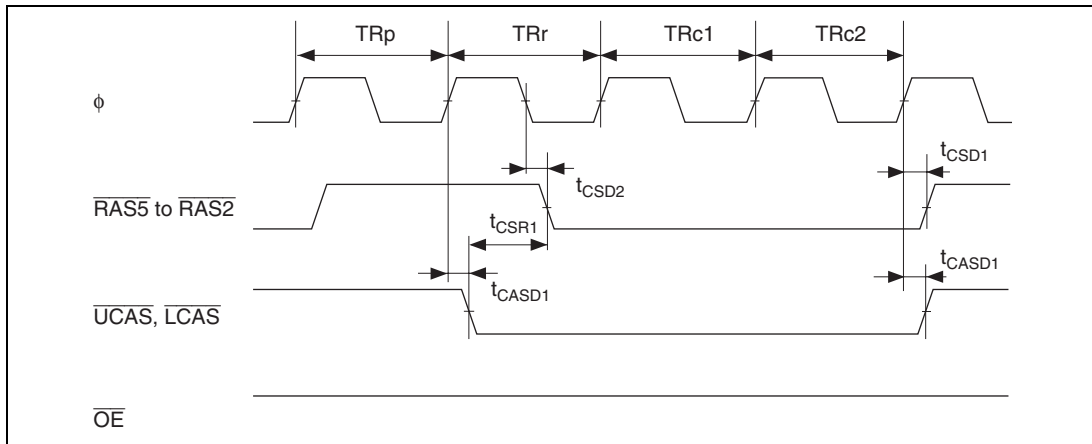 TRp TRr TRc1 TRc2
ϕ
tCSD1
tCSD2
RAS5 to RAS2
tCSR1
tCASD1
tCASD1
UCAS, LCAS
OE